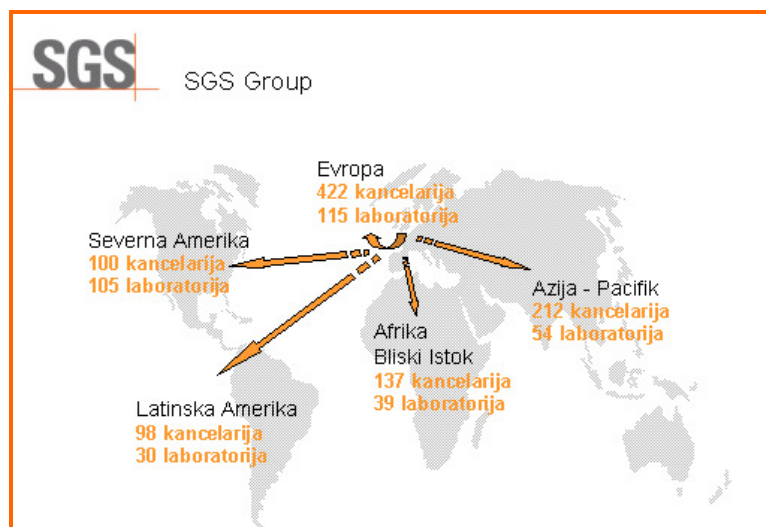 SGS
SGS Group
Evropa
422 kancelarija
115 laboratorija
Severna Amerika
100 kancelarija
105 laboratorija
Azija - Pacifik
212 kancelarija
54 laboratorija
Afrika
Bliski Istok
137 kancelarija
39 laboratorija
Latinska Amerika
98 kancelarija
30 laboratorija